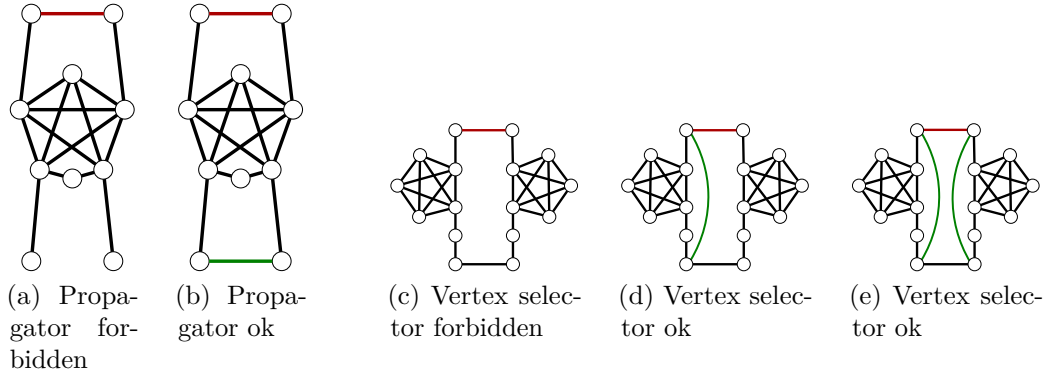 (a) Propa-
gator for-
bidden
(b) Propa-
gator ok
(c) Vertex selec-
tor forbidden
(d) Vertex selec-
tor ok
(e) Vertex selec-
tor ok